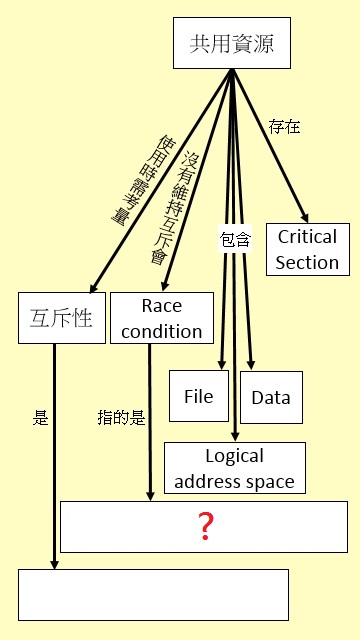 共用資源
使用時需考量
沒有維持互斥會
包含
存在
Critical
Section
互斥性
Race
condition
File
Data
Logical
address space
是
指的是
?